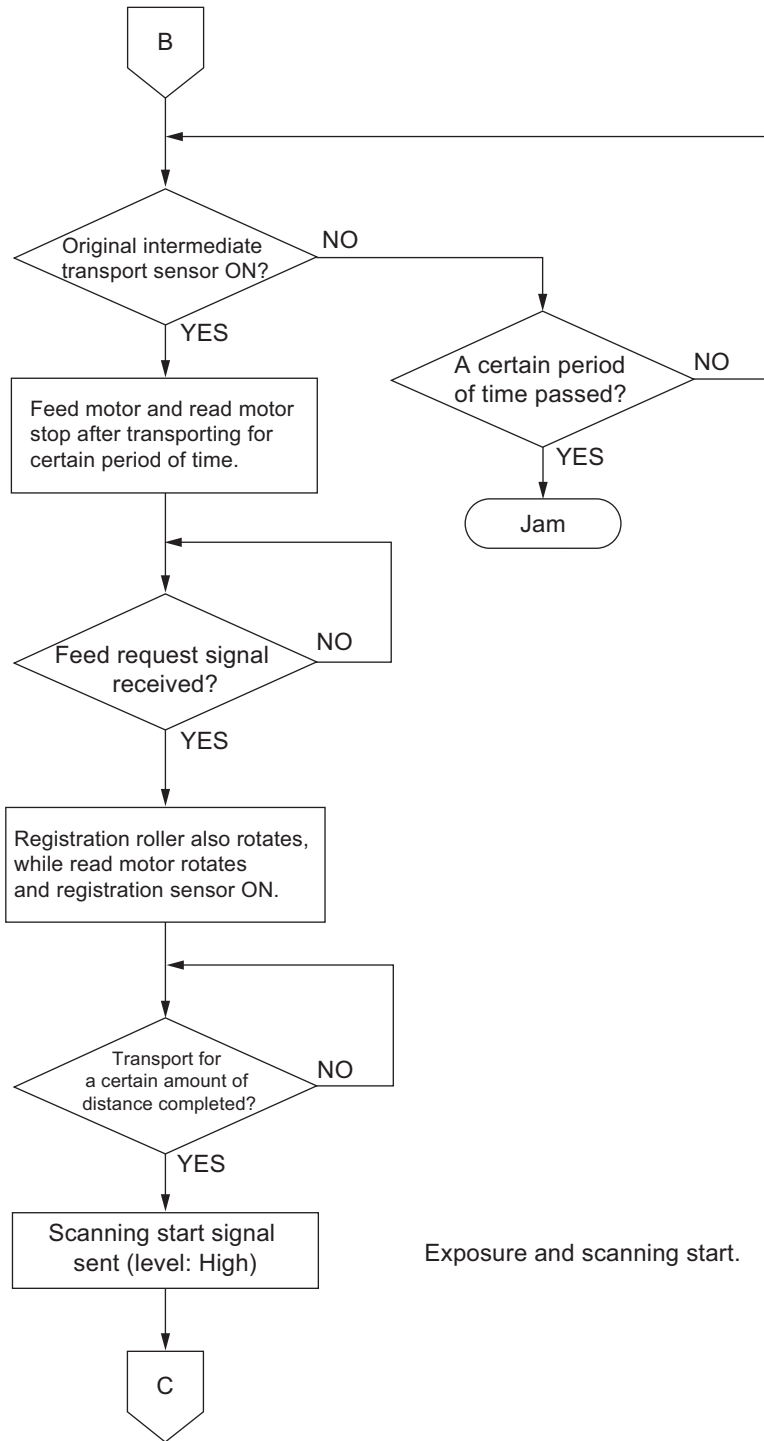 B
Original intermediate
transport sensor ON?
NO
YES
A certain period
of time passed?
NO
YES
Jam
Feed motor and read motor
stop after transporting for
certain period of time.
Feed request signal
received?
NO
YES
Registration roller also rotates,
while read motor rotates
and registration sensor ON.
Transport for
a certain amount of
distance completed?
NO
YES
Scanning start signal
sent (level: High)
Exposure and scanning start.
C